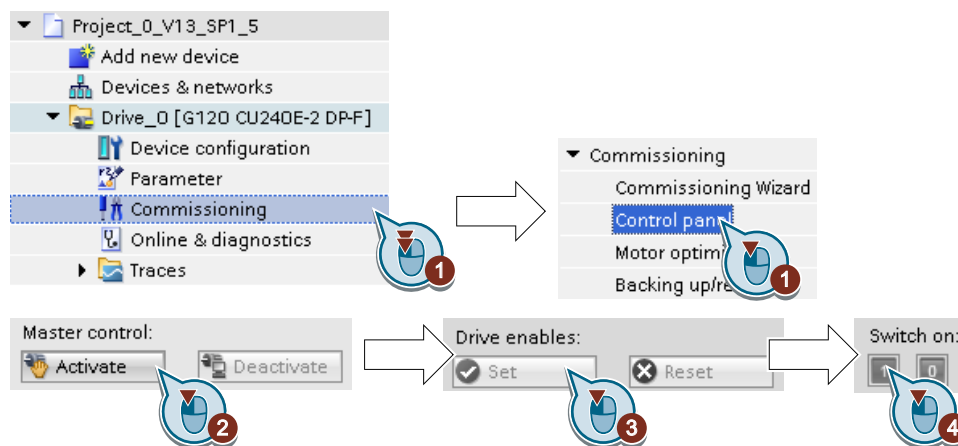 Project_0_V13_SP1_5
Add new device
Devices & networks
Drive_0 [G120 CU240E-2 DP-F]
Device configuration
Parameter
Commissioning
Online & diagnostics
Traces
1
Commissioning
Commissioning Wizard
Control pan
Motor optim
Backing up/re
1
Master control:
Activate
Deactivate
2
Drive enables:
Set
Reset
3
Switch on:
1
0
4